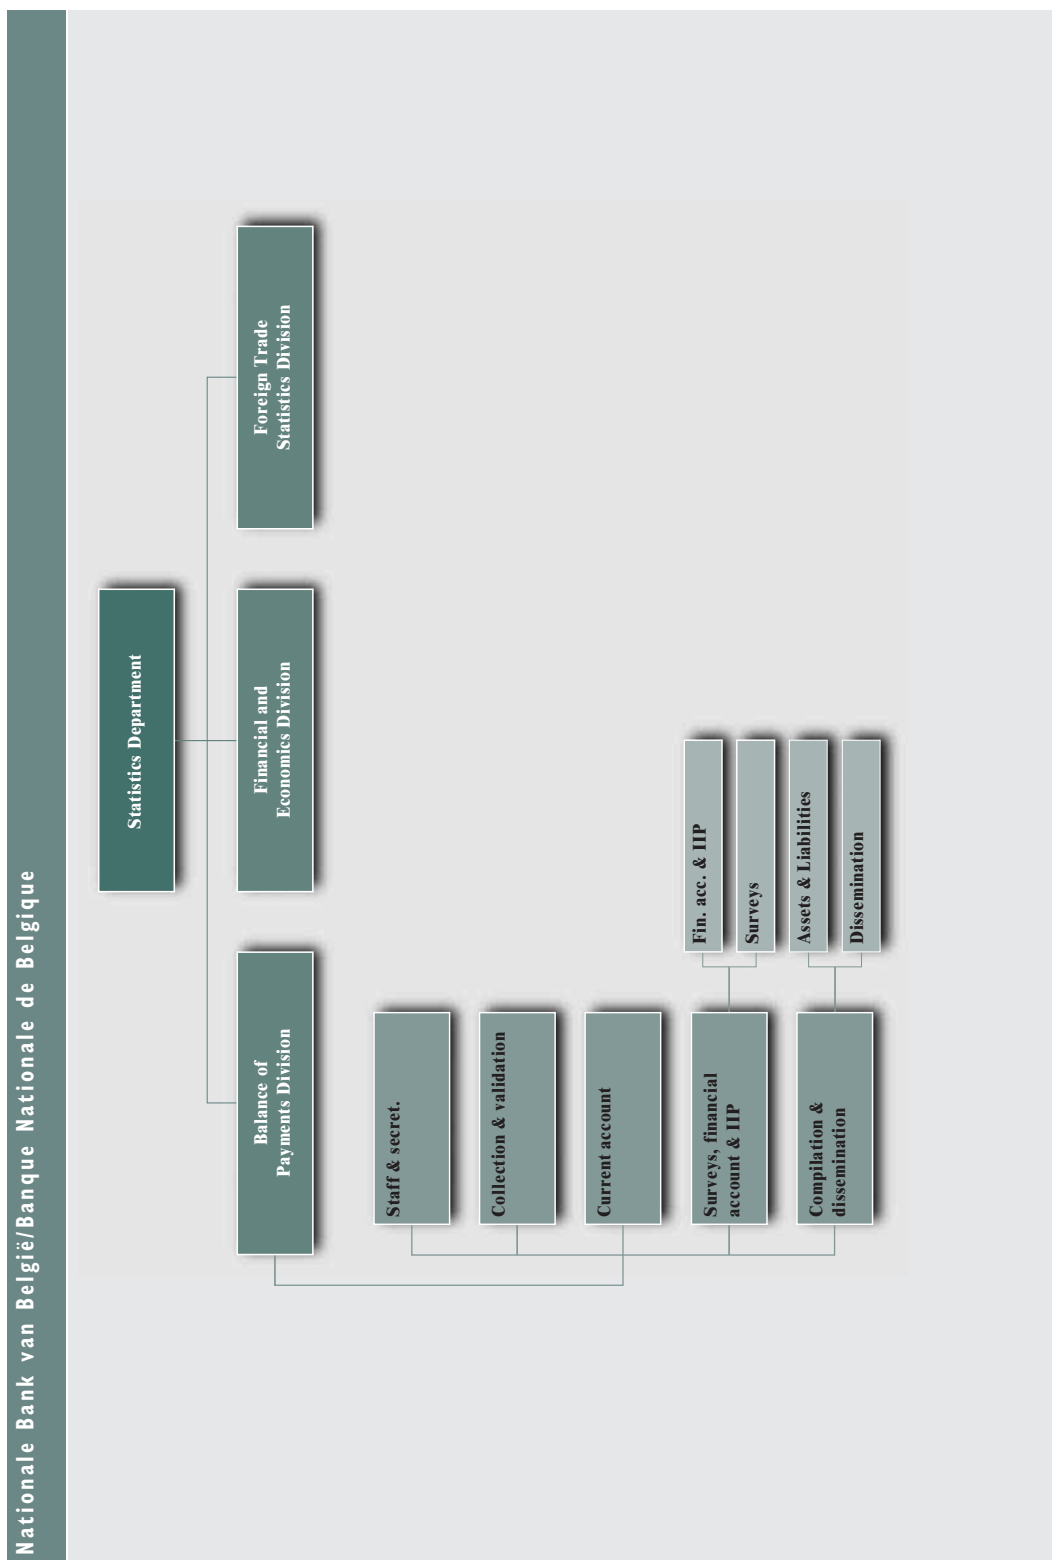 Nationale Bank van België/Banque Nationale de Belgique
Statistics Department
Balance of
Payments Division
Financial and
Economics Division
Foreign Trade
Statistics Division
Staff & secret.
Collection & validation
Current account
Surveys, financial
account & IIP
Fin. acc. & IIP
Surveys
Compilation &
dissemination
Assets & Liabilities
Dissemination